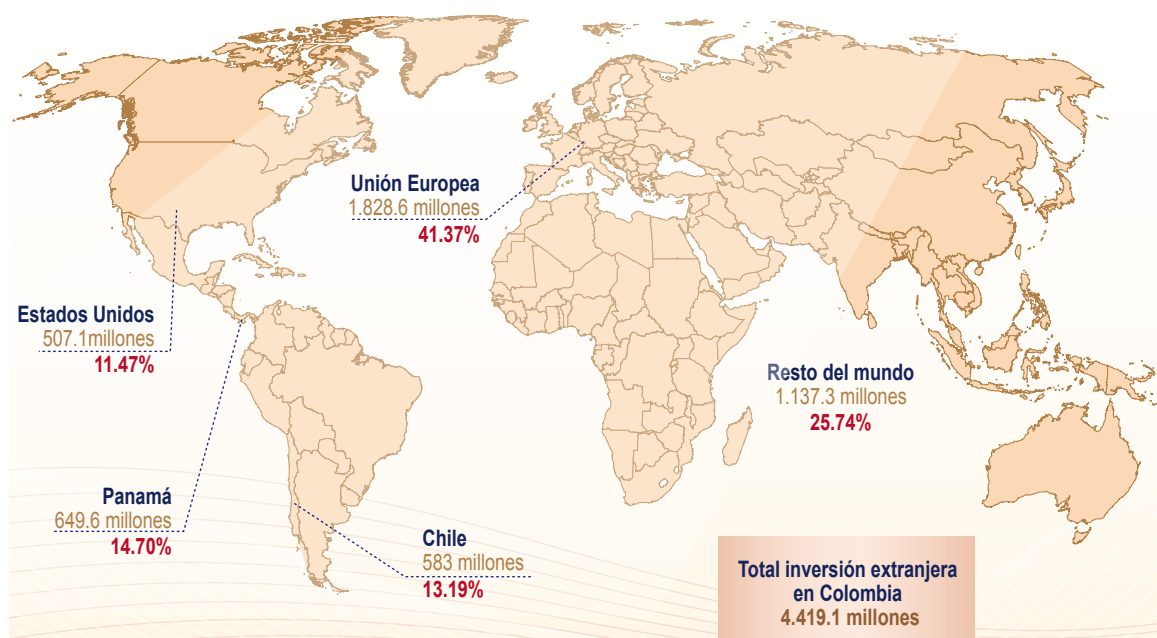 Unión Europea
1.828.6 millones
41.37%
Estados Unidos
507.1millones
11.47%
Resto del mundo
1.137.3 millones
25.74%
Panamá
649.6 millones
14.70%
Chile
583 millones
13.19%
Total inversión extranjera
en Colombia
4.419.1 millones